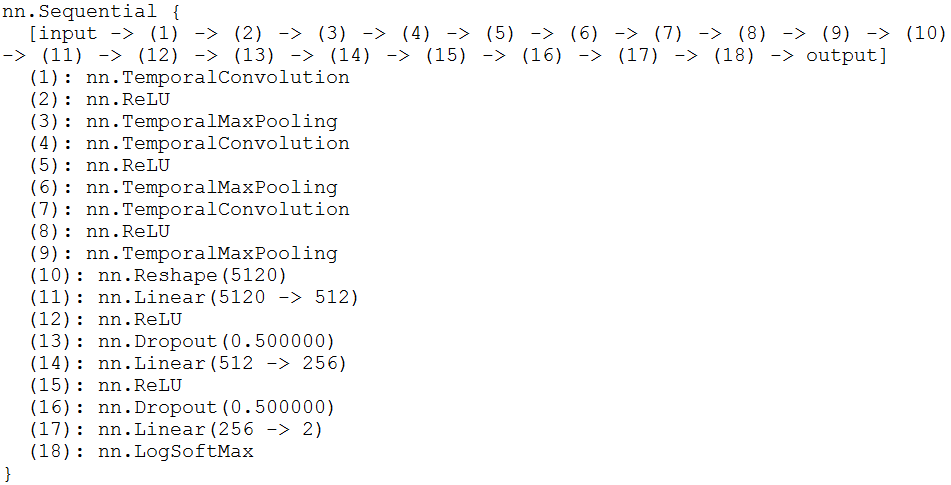 nn.Sequential {
  [input -> (1) -> (2) -> (3) -> (4) -> (5) -> (6) -> (7) -> (8) -> (9) -> (10)
-> (11) -> (12) -> (13) -> (14) -> (15) -> (16) -> (17) -> (18) -> output]
  (1): nn.TemporalConvolution
  (2): nn.ReLU
  (3): nn.TemporalMaxPooling
  (4): nn.TemporalConvolution
  (5): nn.ReLU
  (6): nn.TemporalMaxPooling
  (7): nn.TemporalConvolution
  (8): nn.ReLU
  (9): nn.TemporalMaxPooling
  (10): nn.Reshape(5120)
  (11): nn.Linear(5120 -> 512)
  (12): nn.ReLU
  (13): nn.Dropout(0.500000)
  (14): nn.Linear(512 -> 256)
  (15): nn.ReLU
  (16): nn.Dropout(0.500000)
  (17): nn.Linear(256 -> 2)
  (18): nn.LogSoftMax
}